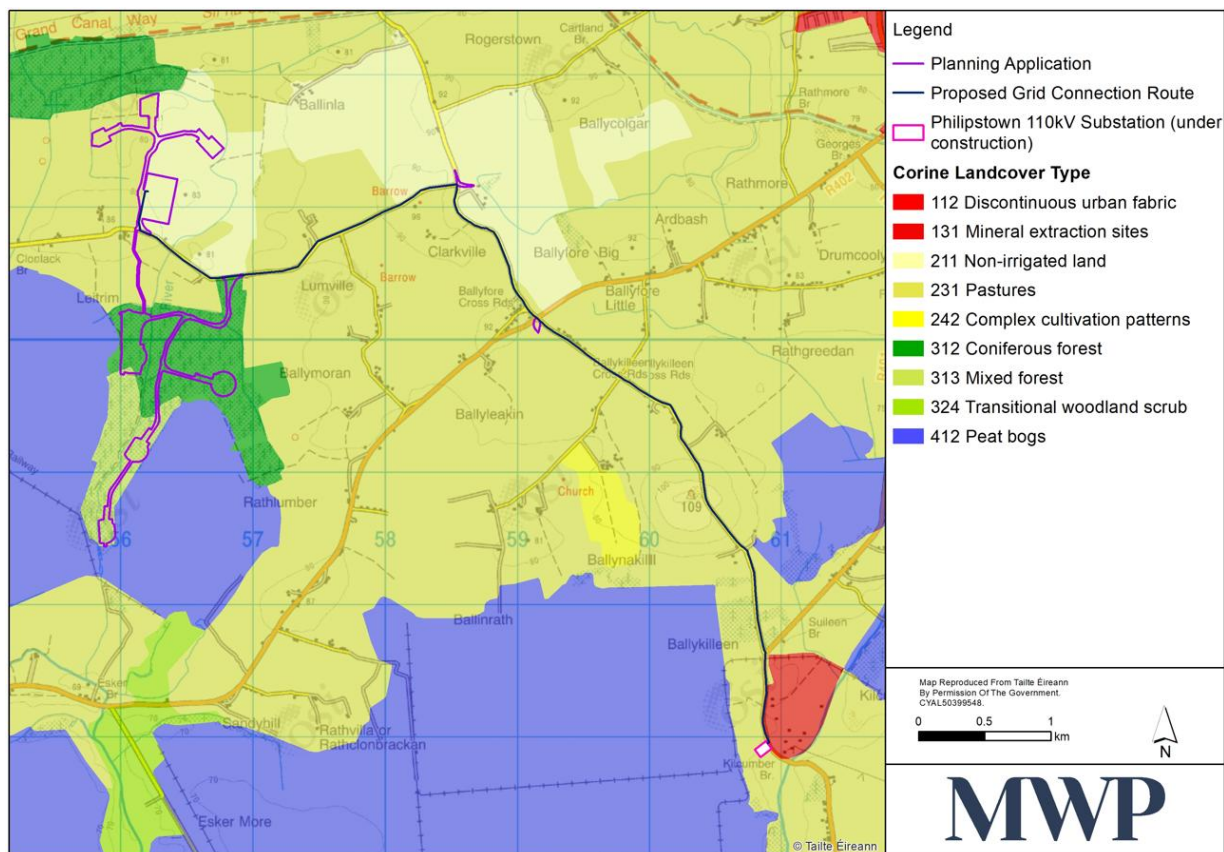 Grand Canal Way
Rogerstown
Cartland
Br.
Rathmore
Br
Ballinla
Ballycolgar
Georges
Br
R402
Barrow
Rathmore
Ardbash
Clarkville
Ballyfore Big
Drumcooly
Barrow
Leitrim
River
Lumville
Ballyfore
Cross Rds
Ballyfore
Little
Rathgreedan
Ballykilleen
Cross Rds
Ballymoran
Ballyleakin
Railway
Church
109
Rathlumber
56
57
58
59
60
61
Ballinrath
Ballykilleen
Suileen
Br
Esker
Br
Sandyhill
Rathvilla or
Rathclonbrackan
Kilcumber
Br.
Esker More
© Tailte Éireann
Legend
Planning Application
Proposed Grid Connection Route
Philipstown 110kV Substation (under
construction)
Corine Landcover Type
112 Discontinuous urban fabric
131 Mineral extraction sites
211 Non-irrigated land
231 Pastures
242 Complex cultivation patterns
312 Coniferous forest
313 Mixed forest
324 Transitional woodland scrub
412 Peat bogs
Map Reproduced From Tailte Éireann
By Permission Of The Government.
CYAL50399548.
0 0.5 1
km
N
MWP